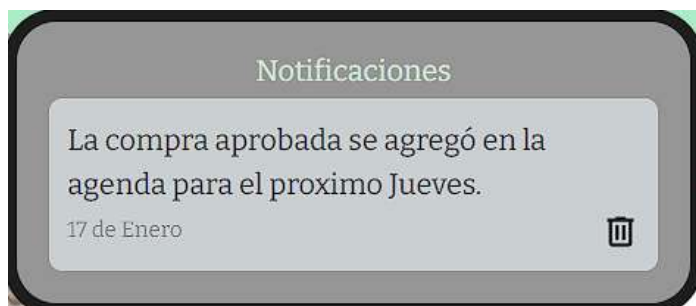 Notificaciones
La compra aprobada se agregó en la
agenda para el proximo Jueves.
17 de Enero